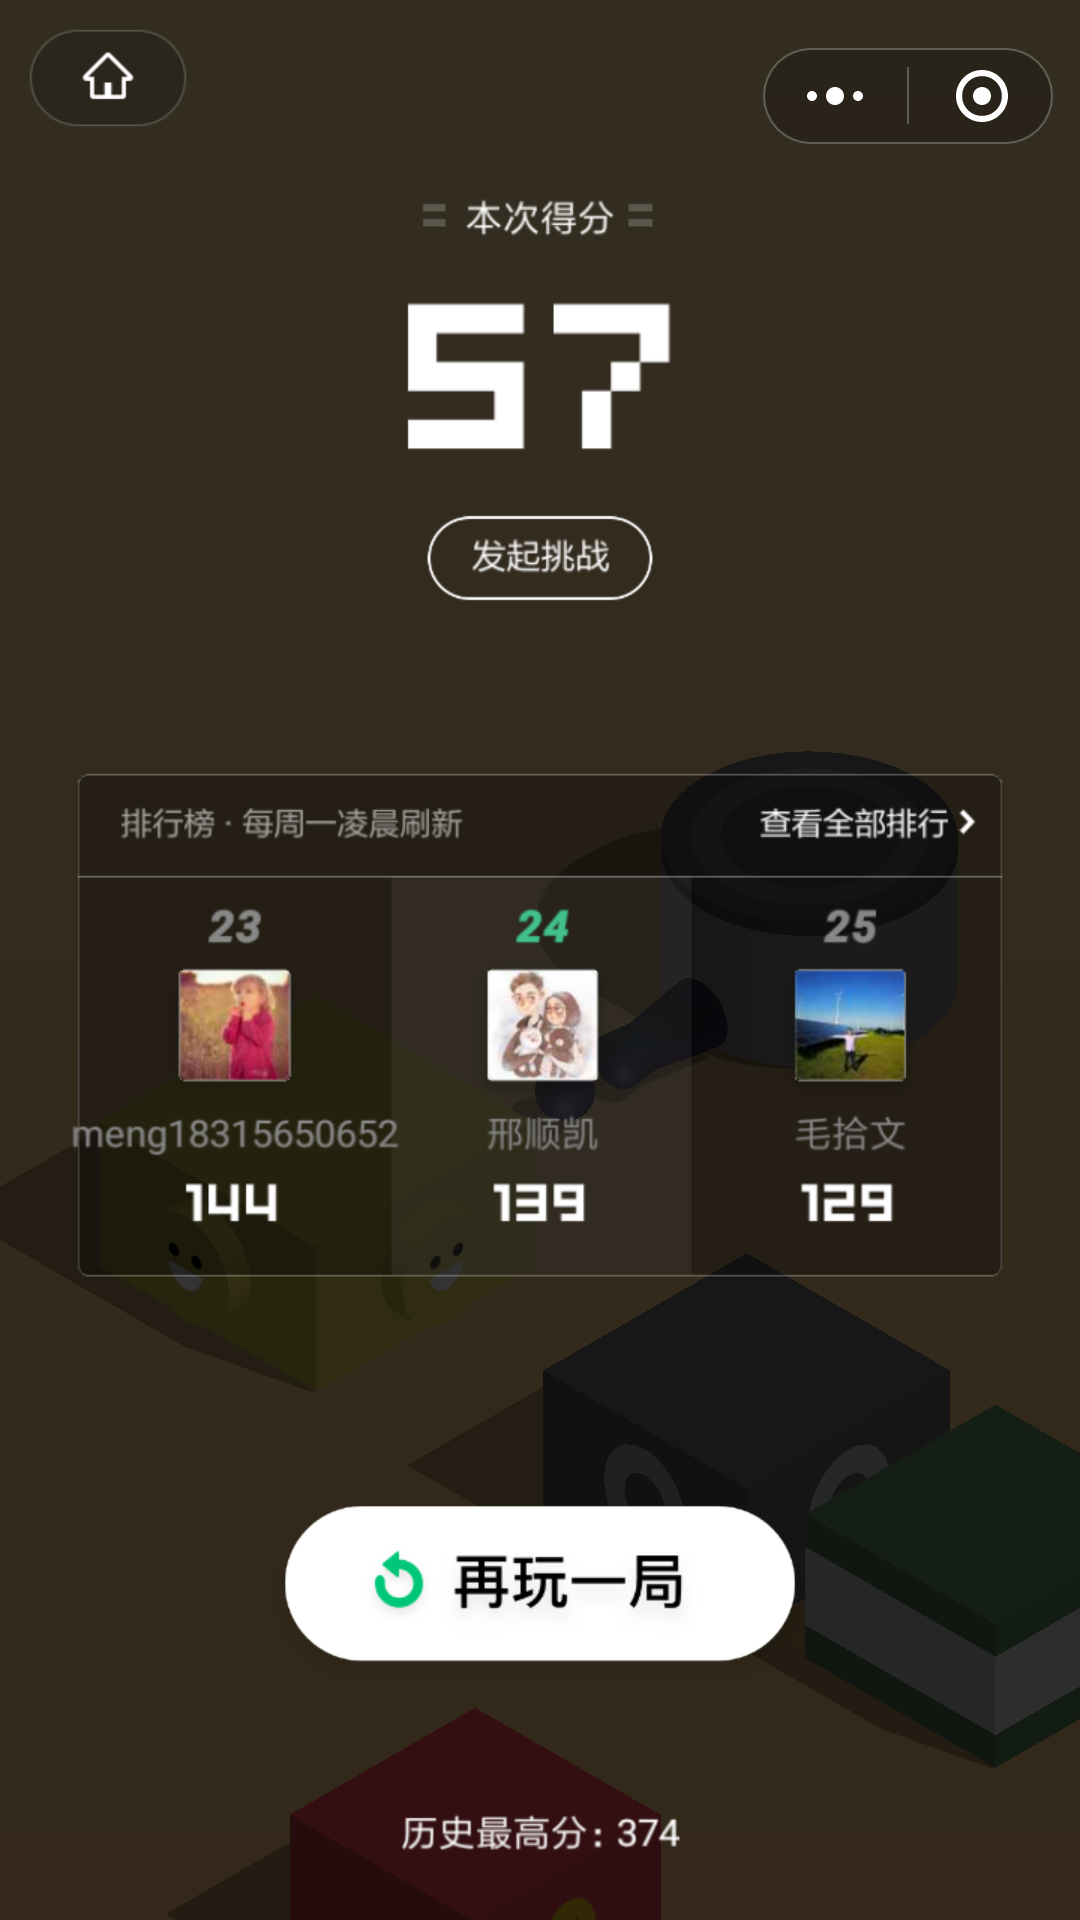 本次得分
57
发起挑战
排行榜 · 每周一凌晨刷新
查看全部排行
23
24
25
meng18315650652
邢顺凯
毛拾文
144
139
129
再玩一局
历史最高分: 374